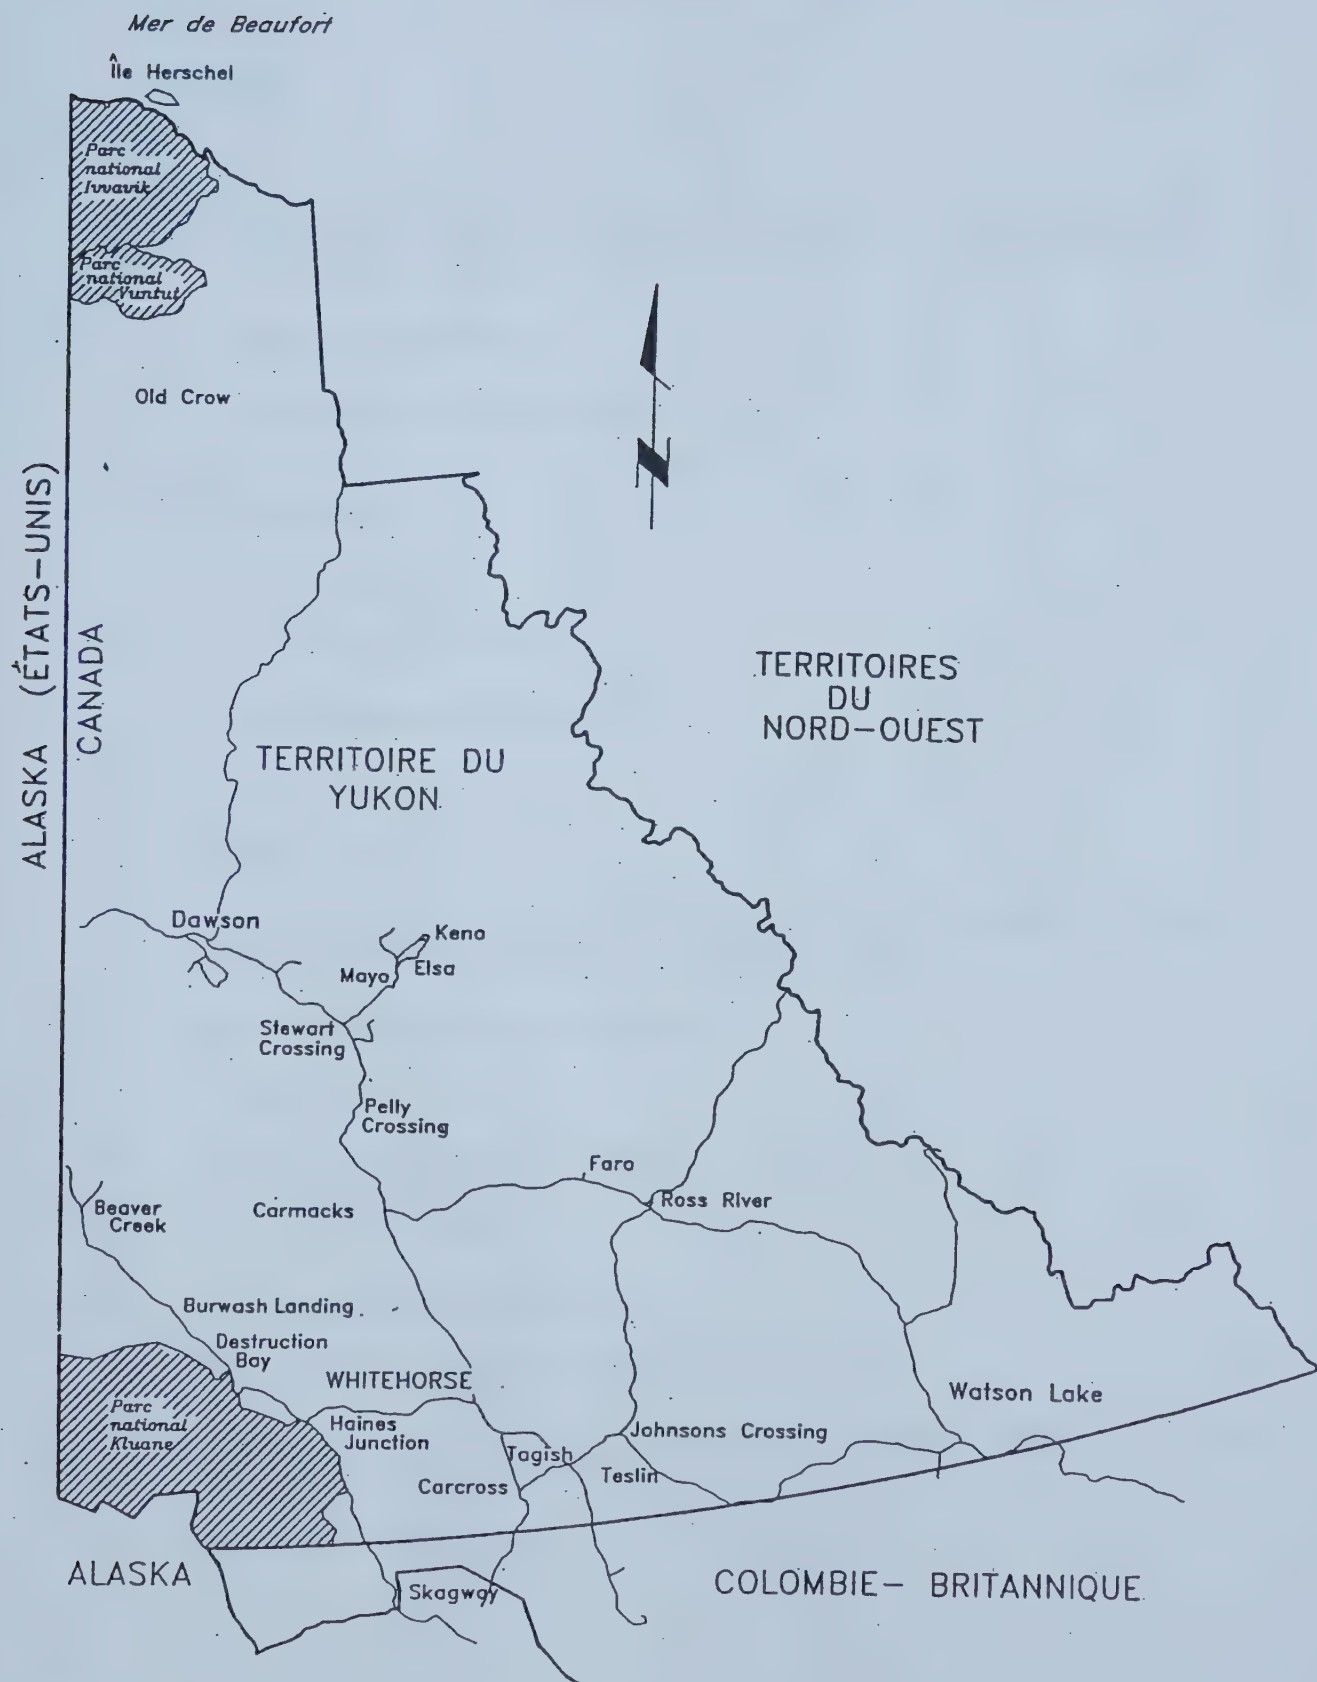 Mer de Beaufort
Île Herschel
Parc
national
Ivvavik
Parc
national
Vuntut
Old Crow
N
ALASKA (ÉTATS-UNIS)
CANADA
TERRITOIRES
DU
NORD-OUEST
TERRITOIRE DU
YUKON
Dawson
Keno
Elsa
Mayo
Stewart
Crossing
Pelly
Crossing
Faro
Ross River
Carmacks
Beaver
Creek
Burwash Landing
Destruction
Bay
WHITEHORSE
Watson Lake
Parc
national
Kluane
Haines
Junction
Johnsons Crossing
Tagish
Teslin
Carcross
ALASKA
Skagway
COLOMBIE-BRITANNIQUE